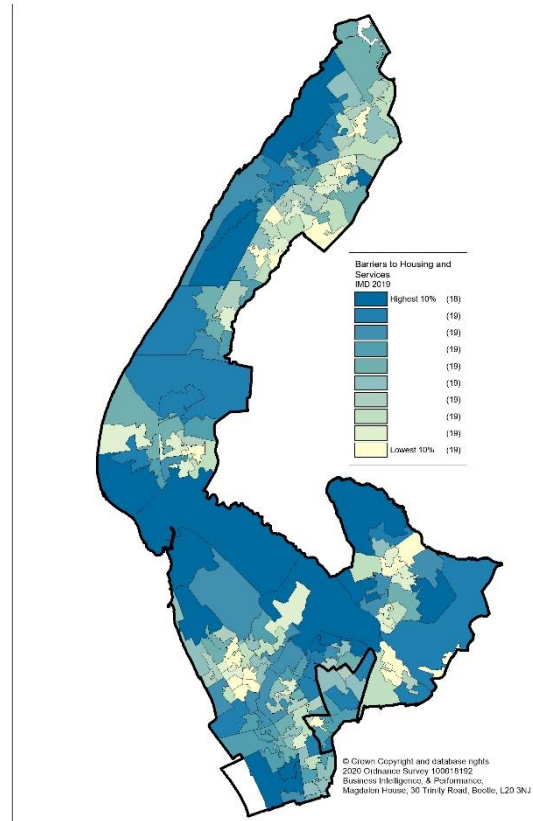 Barriers to Housing and
Services
IMD 2019
Highest 10% (18)
(19)
(19)
(19)
(19)
(19)
(19)
(19)
(19)
Lowest 10% (19)
© Crown Copyright and database rights
2020 Ordnance Survey 100018192
Business Intelligence, & Performance,
Magdalen House, 30 Trinity Road, Bootle, L20 3NJ